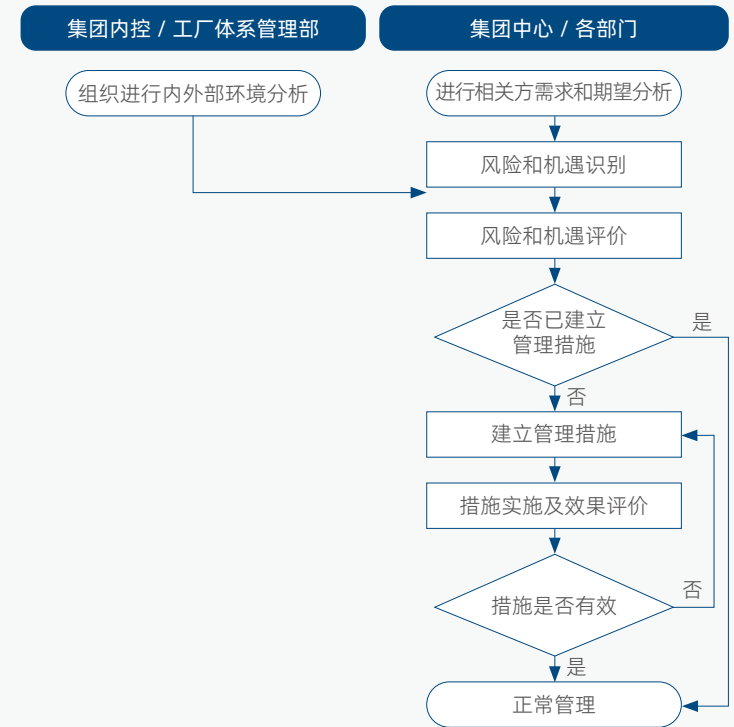 集团内控 / 工厂体系管理部
集团中心 / 各部门
组织进行内外部环境分析
进行相关方需求和期望分析
风险和机遇识别
风险和机遇评价
是否已建立
管理措施
是
否
建立管理措施
措施实施及效果评价
措施是否有效
否
是
正常管理